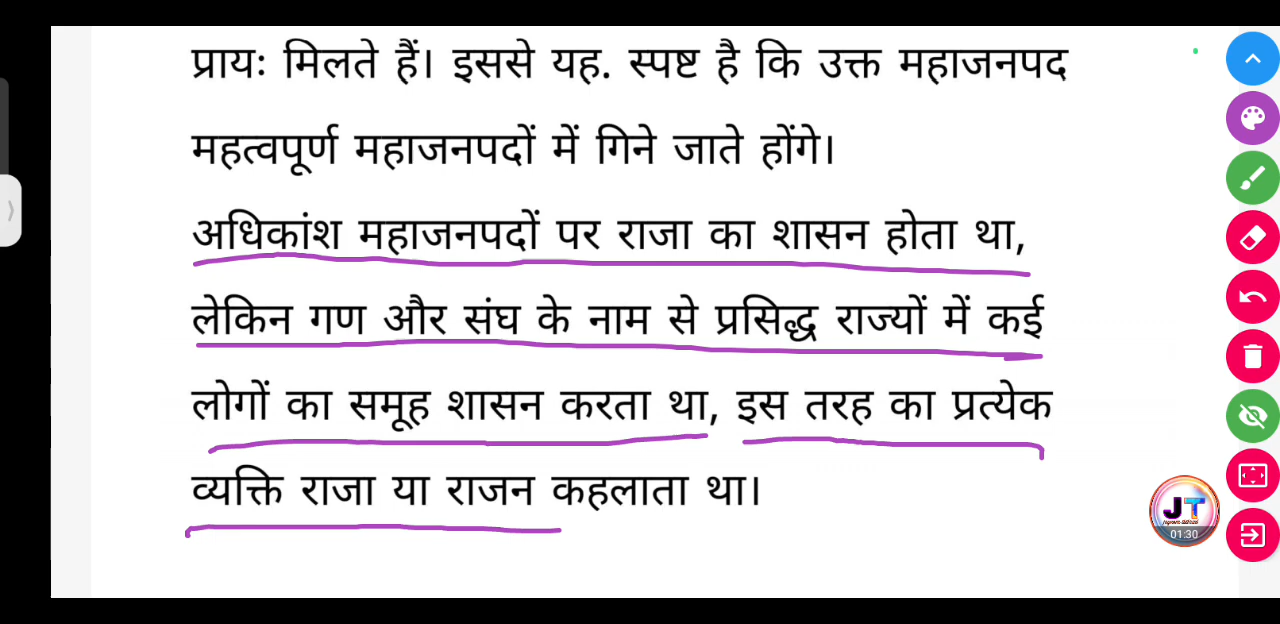 प्रायः मिलते हैं। इससे यह. स्पष्ट है कि उक्त महाजनपद
महत्वपूर्ण महाजनपदों में गिने जाते होंगे।
अधिकांश महाजनपदों पर राजा का शासन होता था,
लेकिन गण और संघ के नाम से प्रसिद्ध राज्यों में कई
लोगों का समूह शासन करता था, इस तरह का प्रत्येक
व्यक्ति राजा या राजन कहलाता था।
JT
01:30